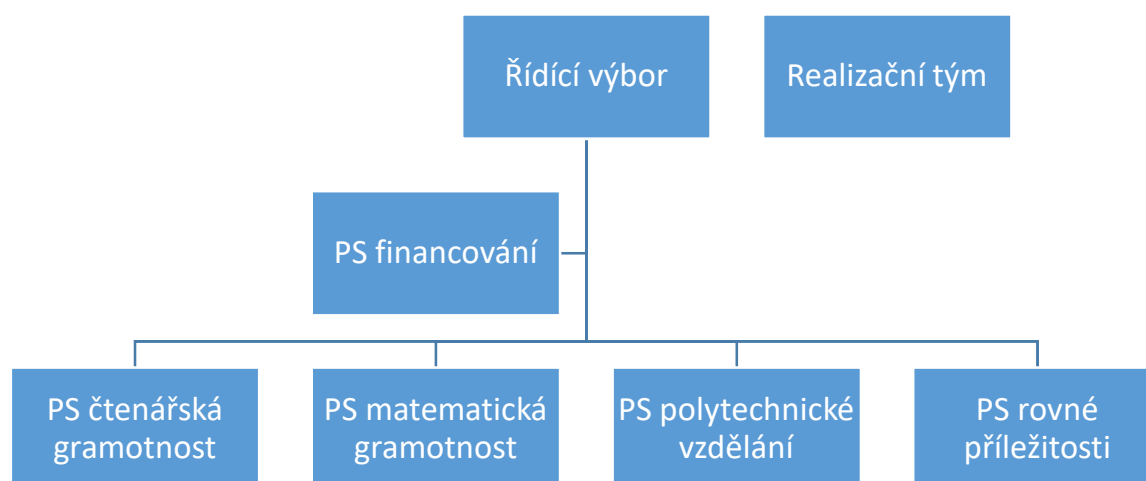 Řídící výbor
Realizační tým
PS financování
PS čtenářská
gramotnost
PS matematická
gramotnost
PS polytechnické
vzdělání
PS rovné
příležitosti